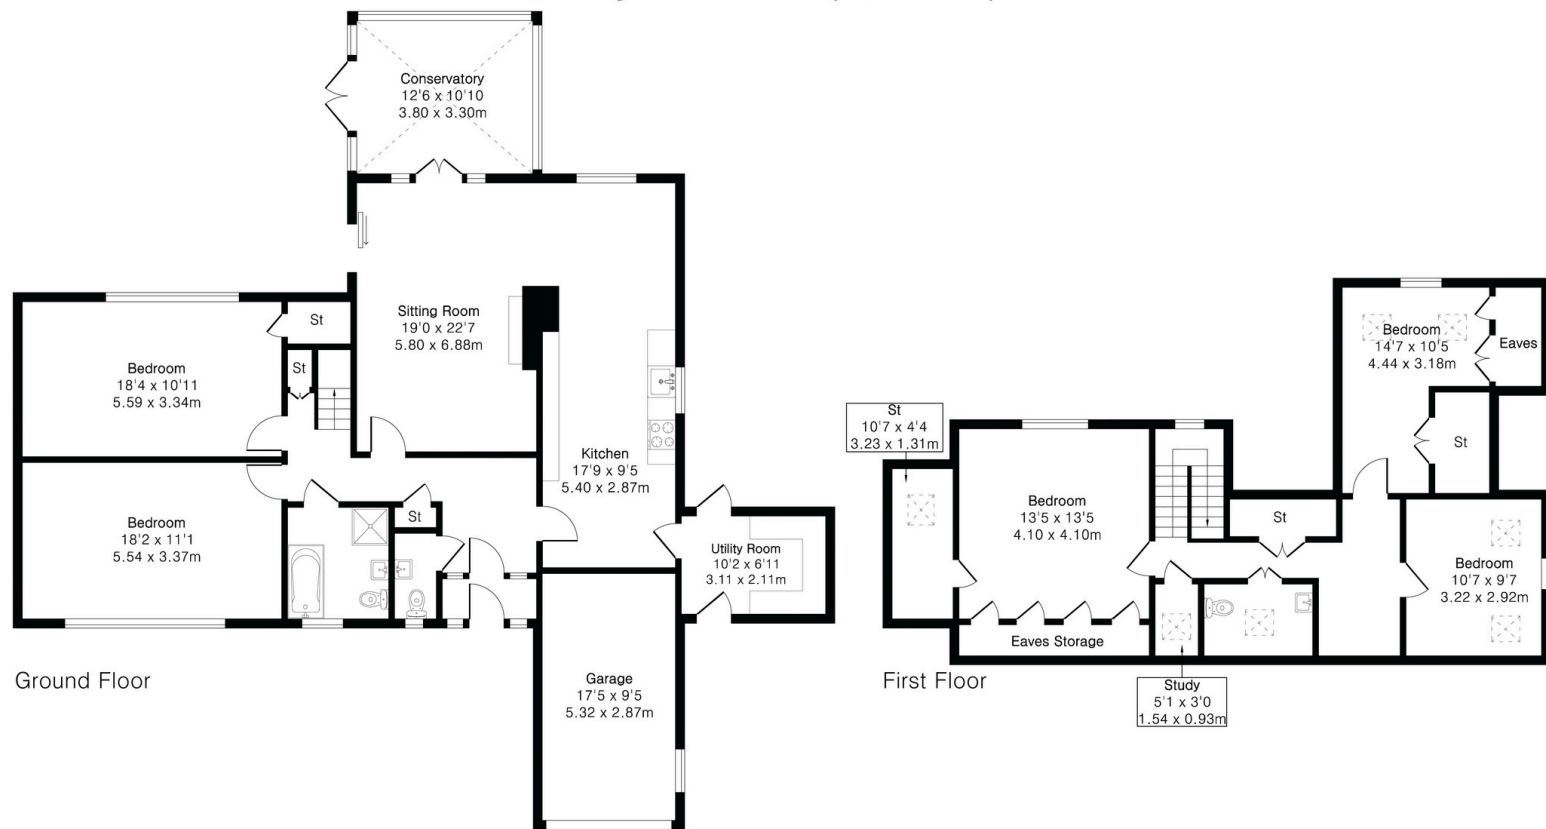 Conservatory
12'6 x 10'10
3.80 x 3.30m
Sitting Room
19'0 x 22'7
5.80 x 6.88m
St
St
Bedroom
18'4 x 10'11
5.59 x 3.34m
Kitchen
17'9 x 9'5
5.40 x 2.87m
Bedroom
18'2 x 11'1
5.54 x 3.37m
St
Utility Room
10'2 x 6'11
3.11 x 2.11m
Garage
17'5 x 9'5
5.32 x 2.87m
Ground Floor
Bedroom
14'7 x 10'5
4.44 x 3.18m
Eaves
St
10'7 x 4'4
3.23 x 1.31m
St
Bedroom
13'5 x 13'5
4.10 x 4.10m
St
Bedroom
10'7 x 9'7
3.22 x 2.92m
Eaves Storage
Study
5'1 x 3'0
1.54 x 0.93m
First Floor